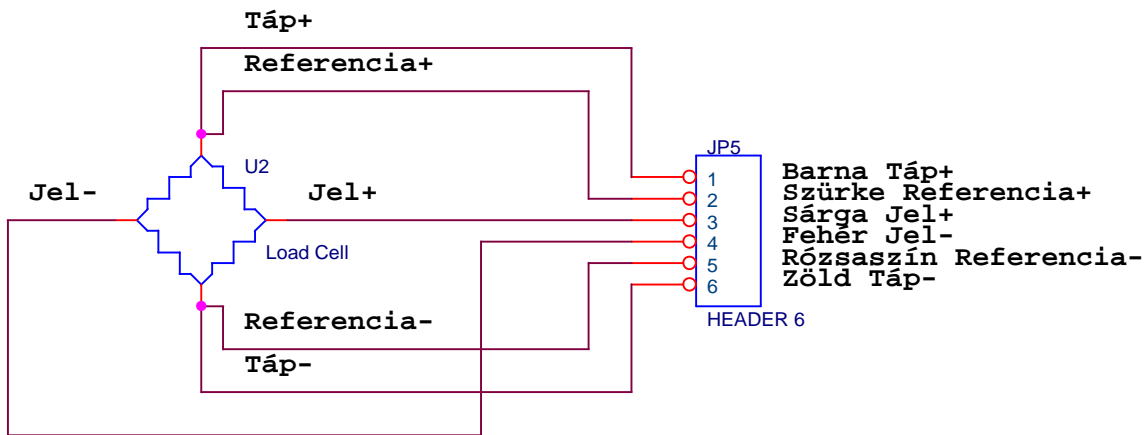 Táp+
Referencia+
U2
Jel-
Jel+
Load Cell
Referencia-
Táp-
JP5
1
2
3
4
5
6
HEADER 6
Barna Táp+
Szürke Referencia+
Sárga Jel+
Fehér Jel-
Rózsaszín Referencia-
Zöld Táp-